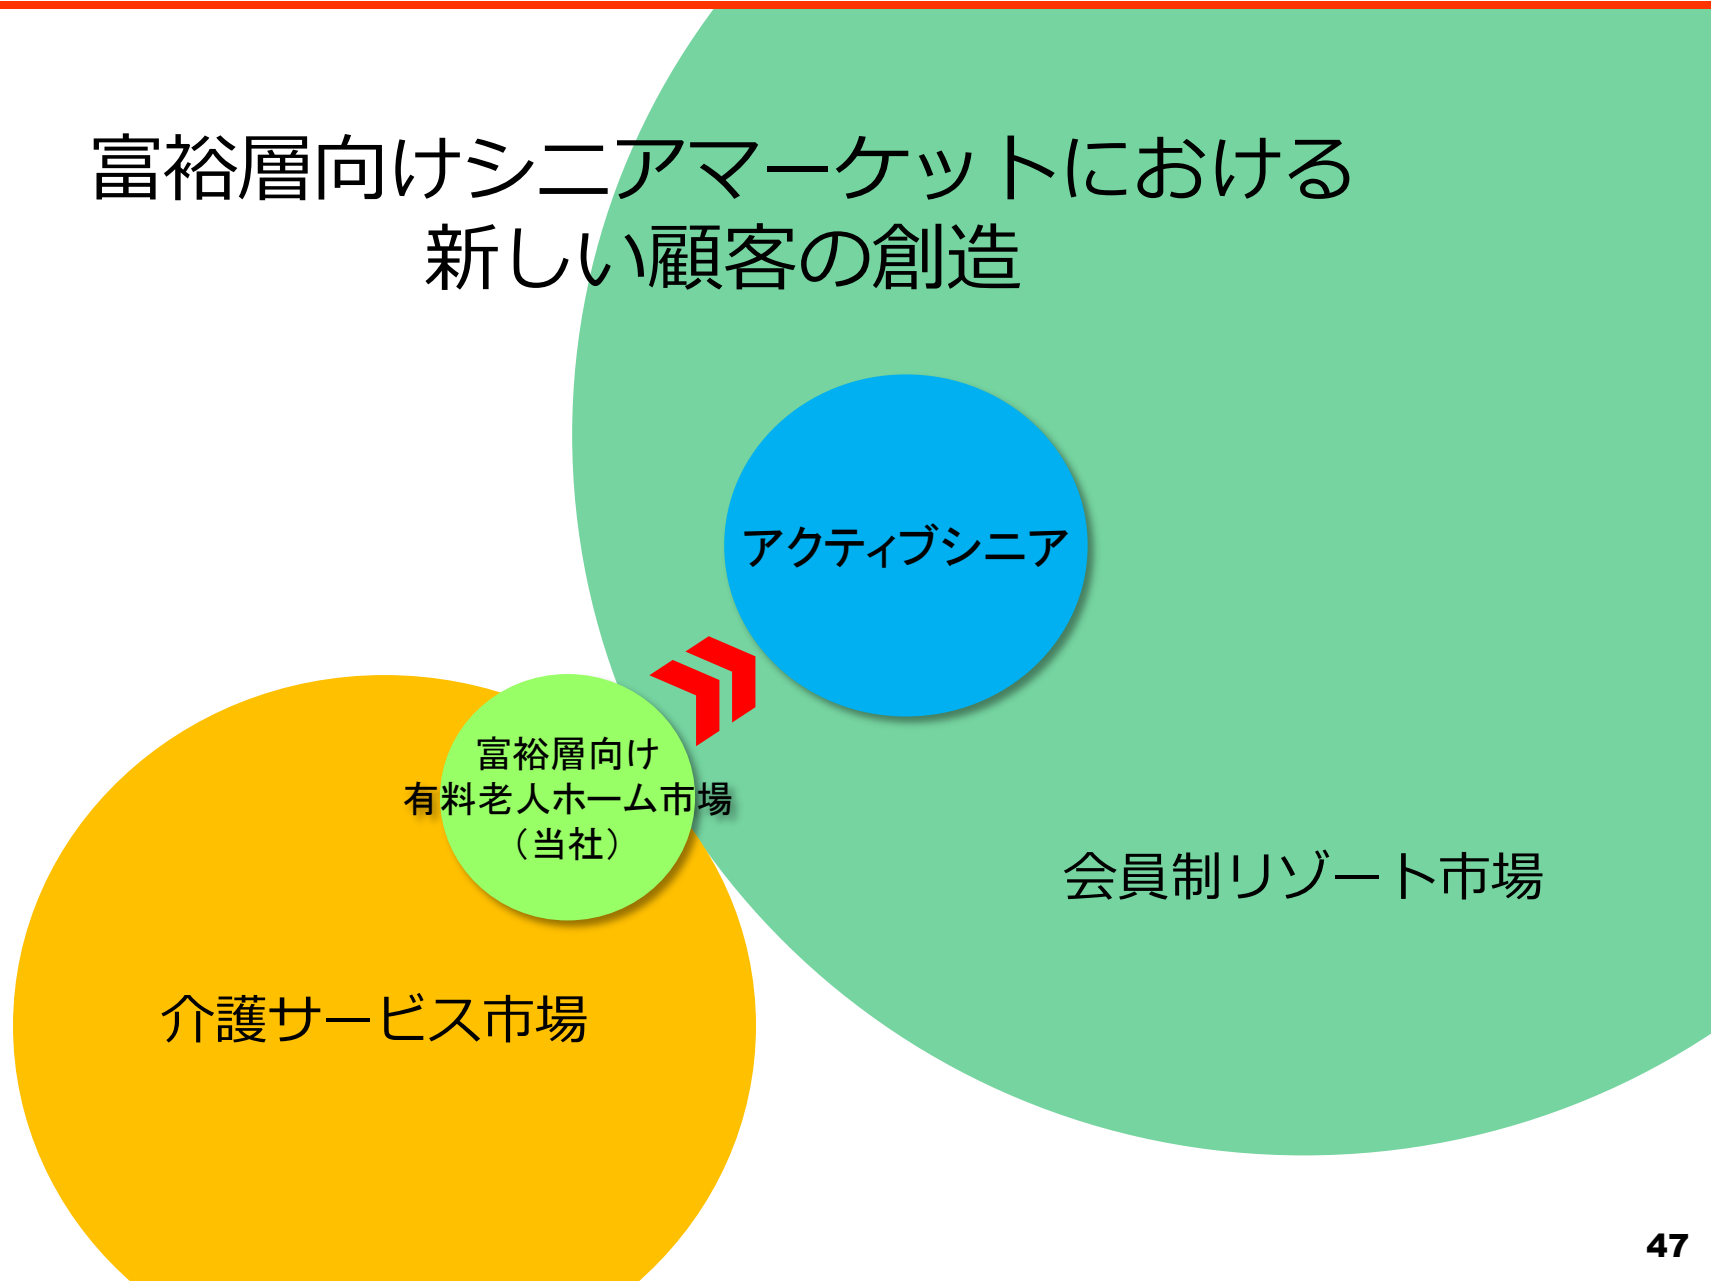 富裕層向けシニアマーケットにおける
新しい顧客の創造
アクティブシニア
富裕層向け
有料老人ホーム市場
（当社）
会員制リゾート市場
介護サービス市場
47